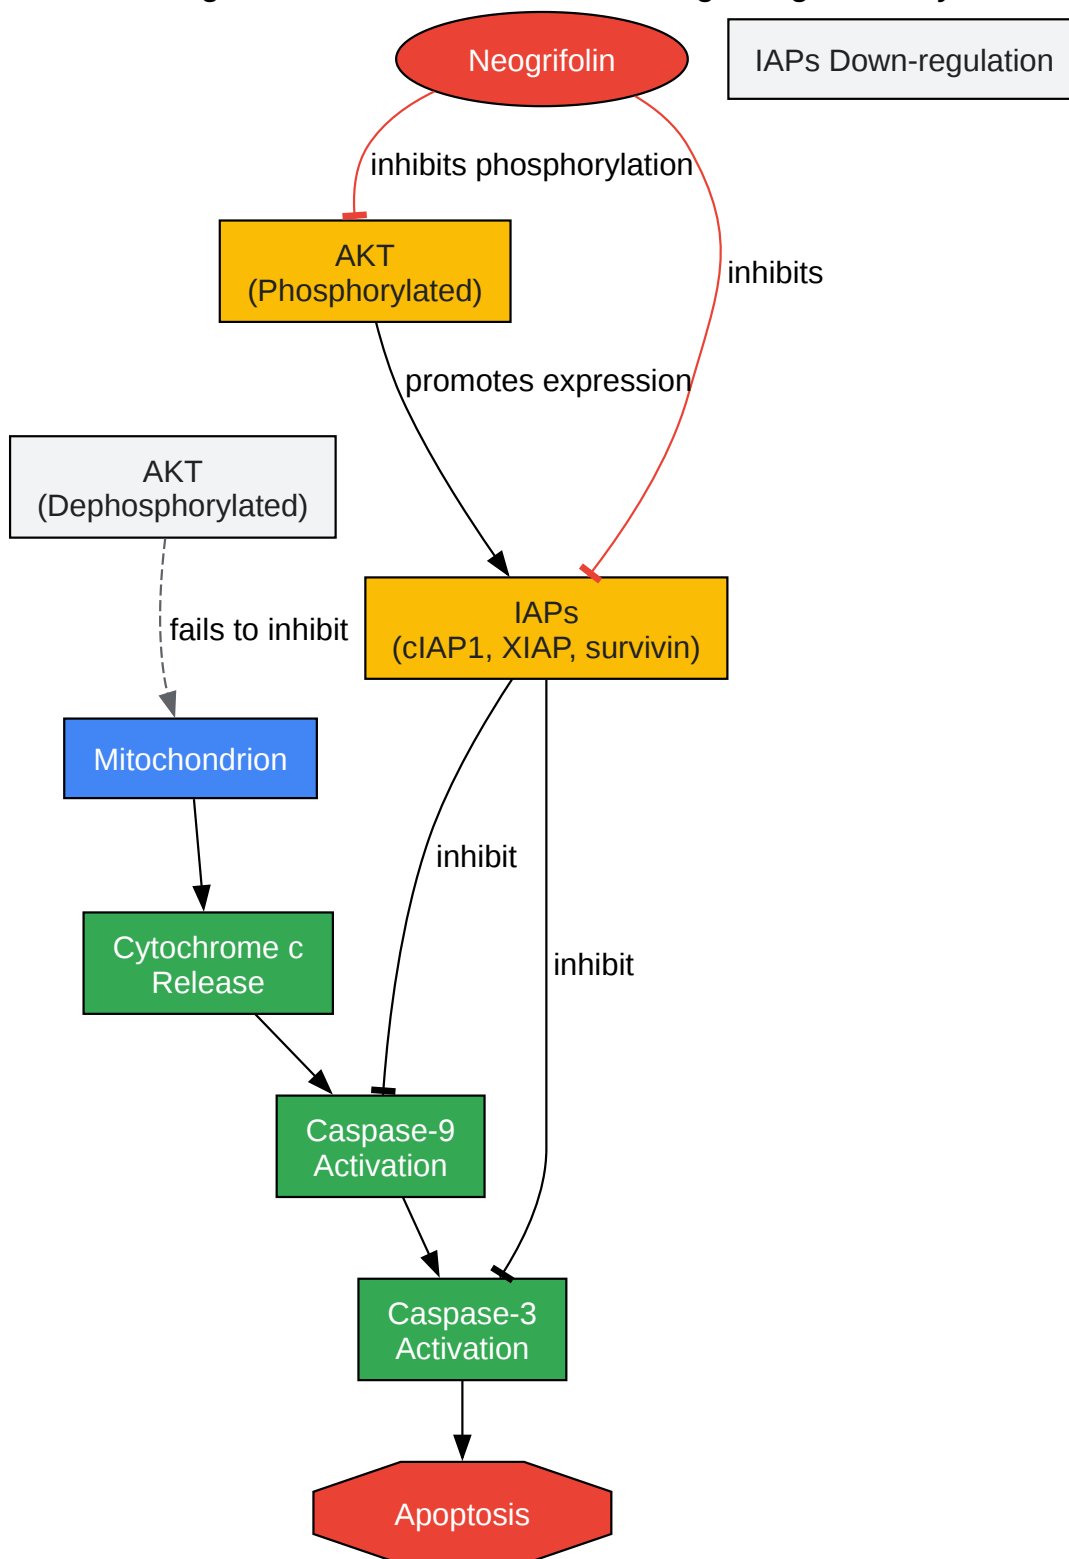 Neogrifolin
IAPs Down-regulation
inhibits phosphorylation
AKT
(Phosphorylated)
inhibits
promotes expression
AKT
(Dephosphorylated)
fails to inhibit
IAPs
(cIAP1, XIAP, survivin)
Mitochondrion
inhibit
Cytochrome c
Release
inhibit
Caspase-9
Activation
Caspase-3
Activation
Apoptosis